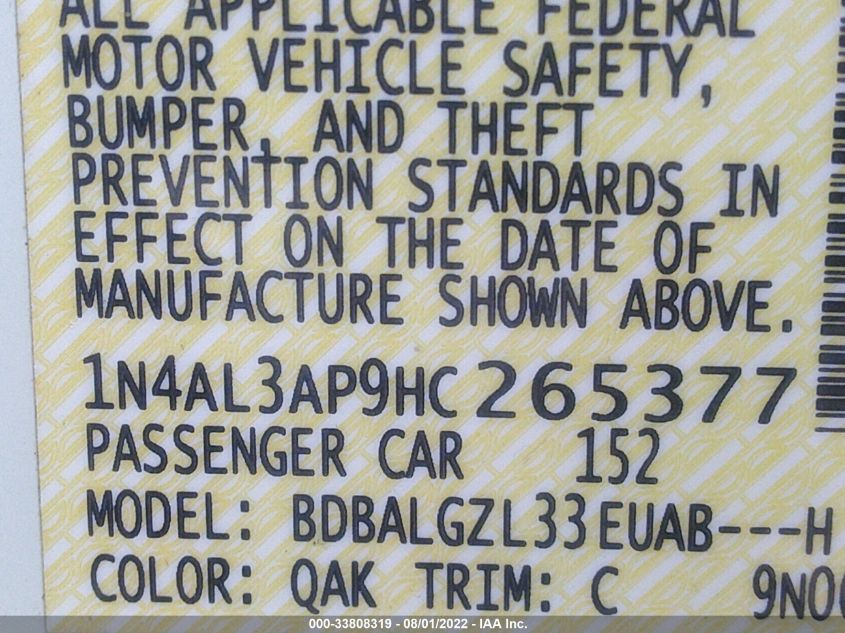 ALL APPLICABLE FEDERAL
MOTOR VEHICLE SAFETY,
BUMPER, AND THEFT
PREVENTION STANDARDS IN
EFFECT ON THE DATE OF
MANUFACTURE SHOWN ABOVE.
1N4AL3AP9HC265377
PASSENGER CAR 152
MODEL: BDBALGZL33EUAB---H
COLOR: QAK TRIM: C
000-33808319 - 08/01/2022 - IAA Inc.